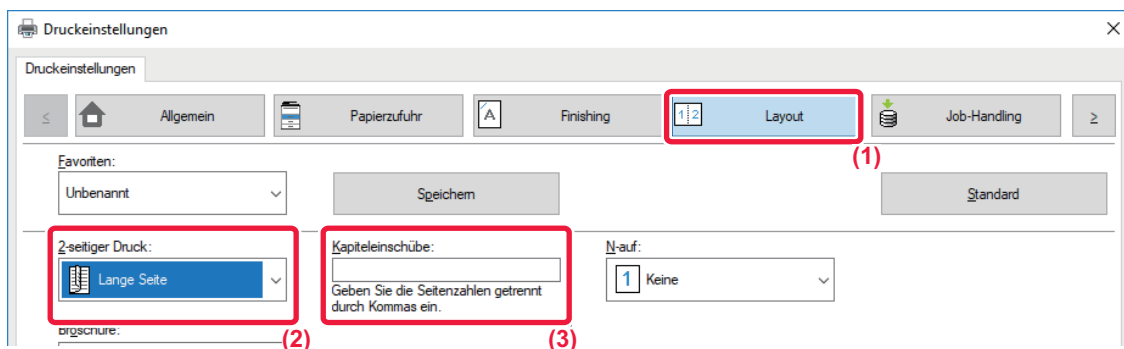 Druckeinstellungen
Druckeinstellungen
< Allgemein Papierzufuhr A Finishing 1 2 Layout Job-Handling >
(1)
Favoriten:
Unbenannt Speichern Standard
2-seitiger Druck: Kapiteleinschübe: N-auf:
Lange Seite 1 Keine
Geben Sie die Seitenzahlen getrennt
durch Kommas ein.
Broschüre:
(2) (3)